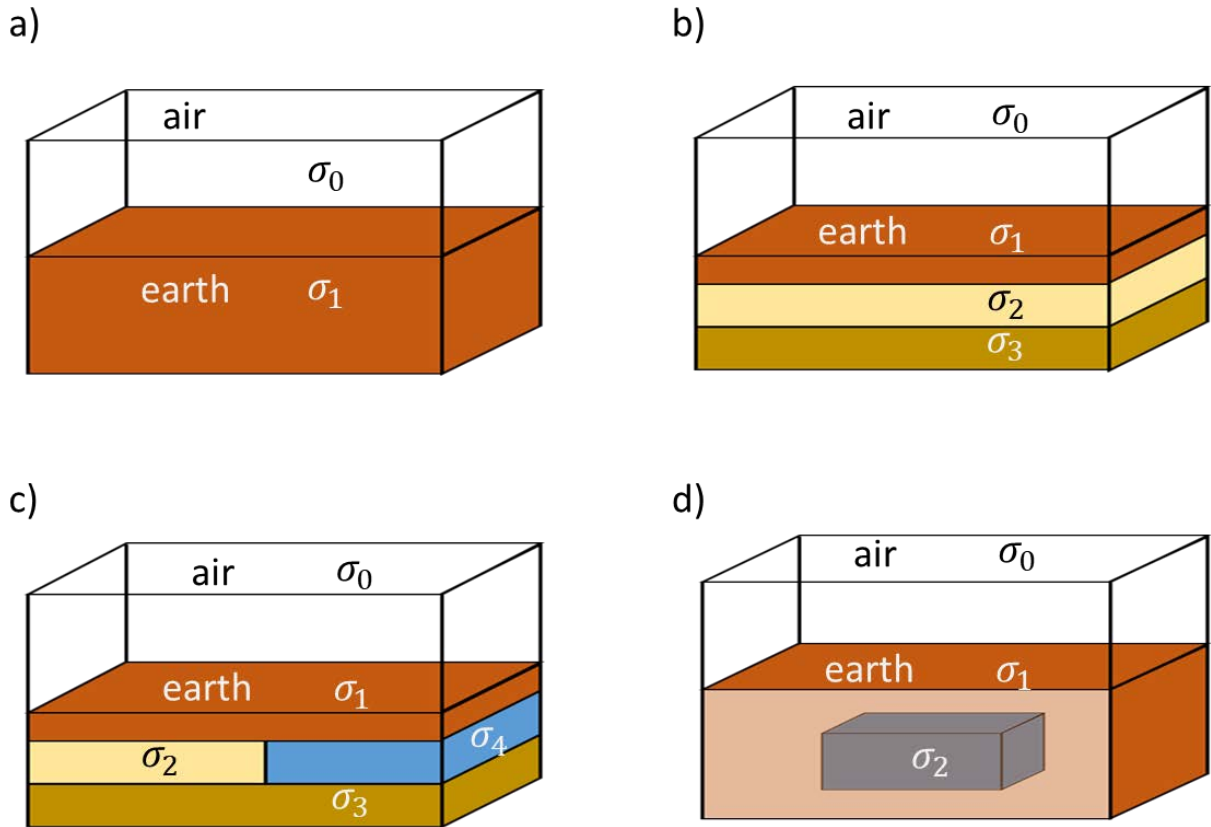 a)
air
σ₀
earth σ₁
b)
air σ₀
earth σ₁
σ₂
σ₃
c)
air σ₀
earth σ₁
σ₂
σ₄
σ₃
d)
air σ₀
earth σ₁
σ₂